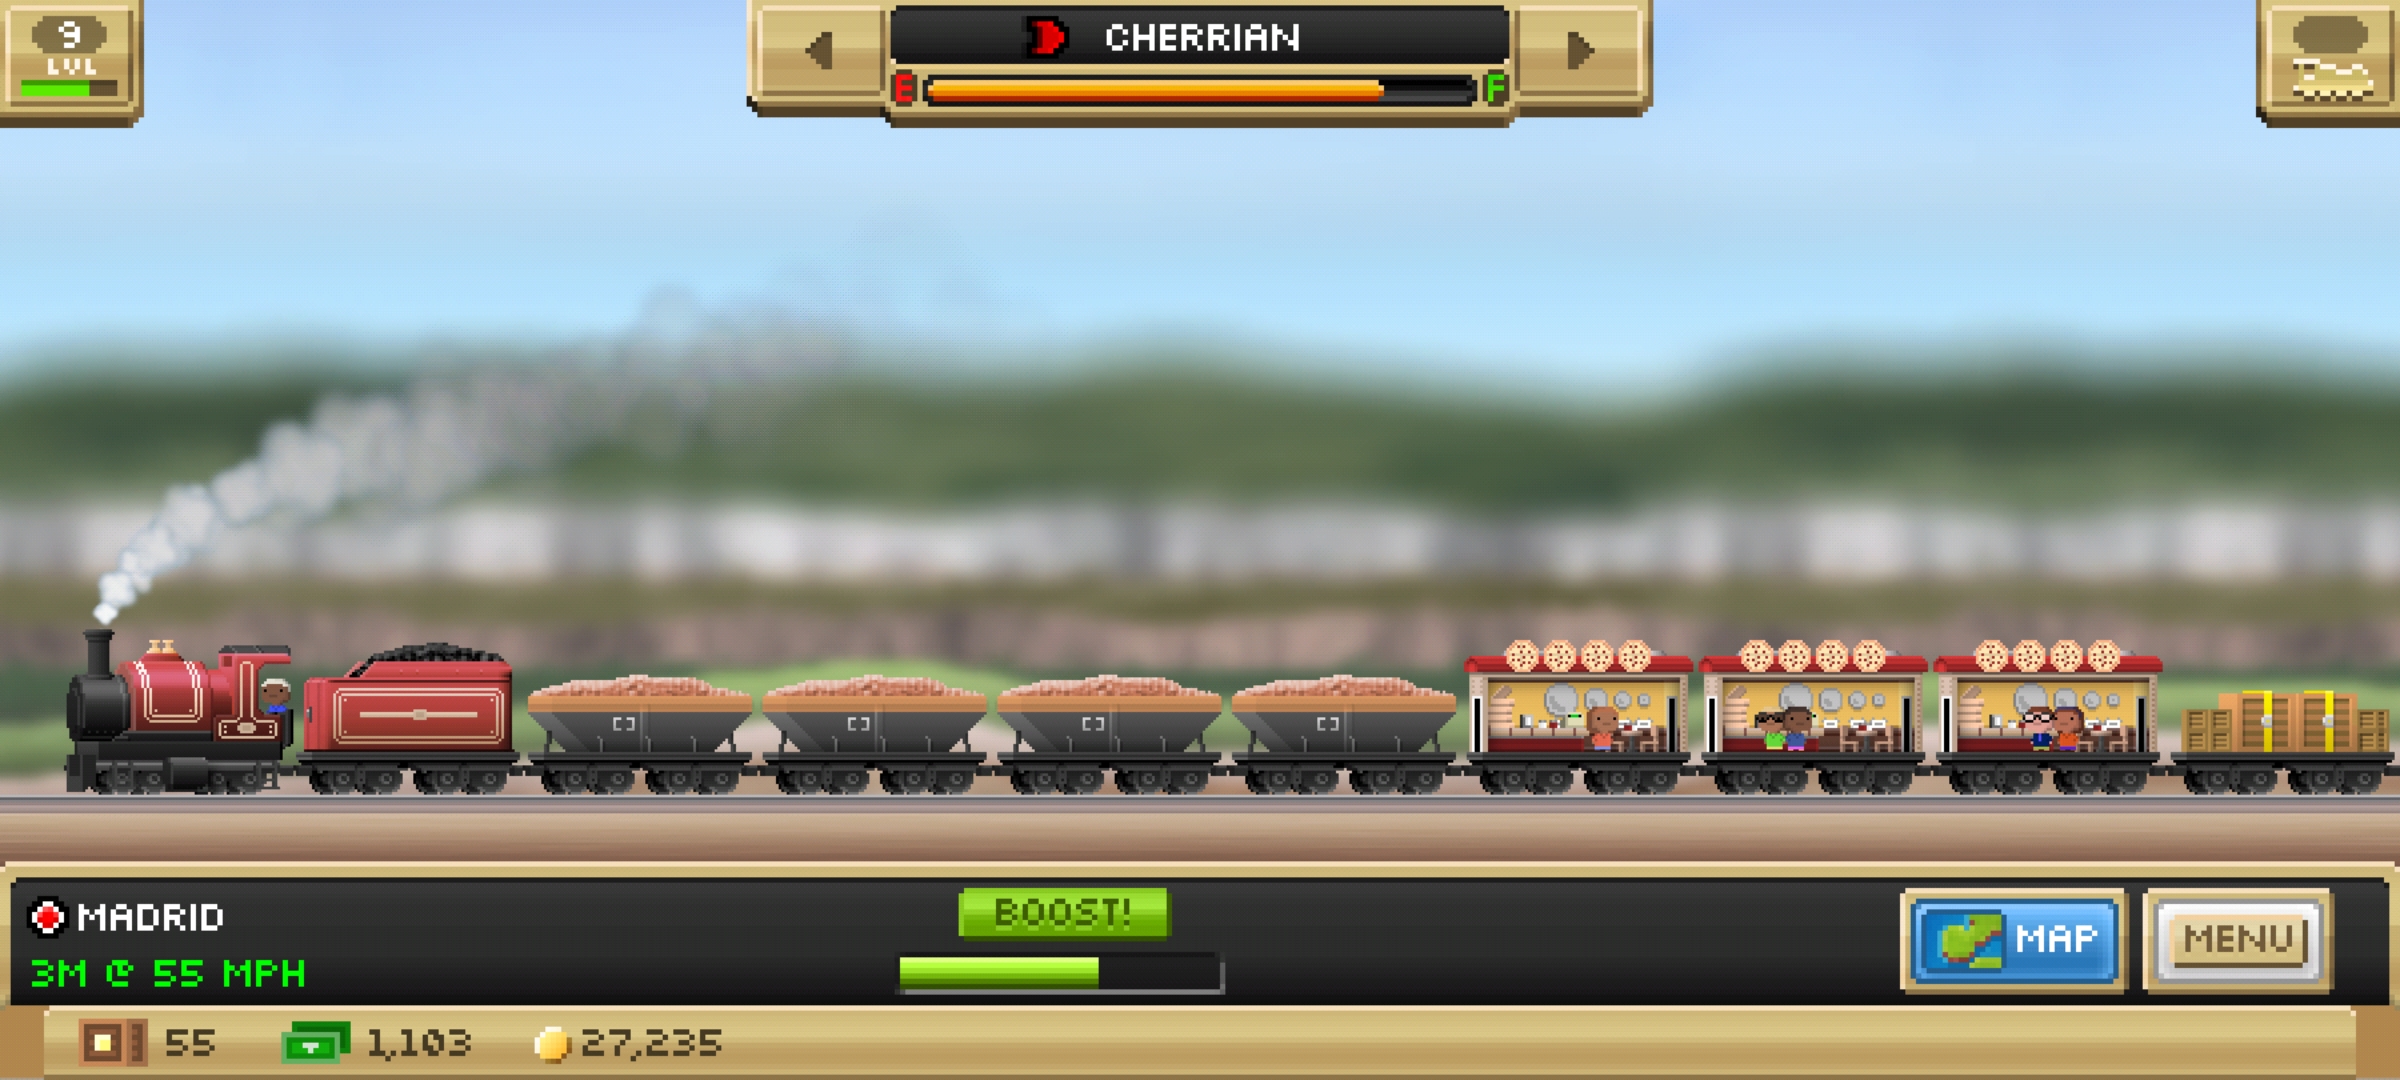 9
LVL
CHERRIAN
E
F
MADRID
BOOST!
3M @ 55 MPH
MAP
MENU
55
1,103
27,235